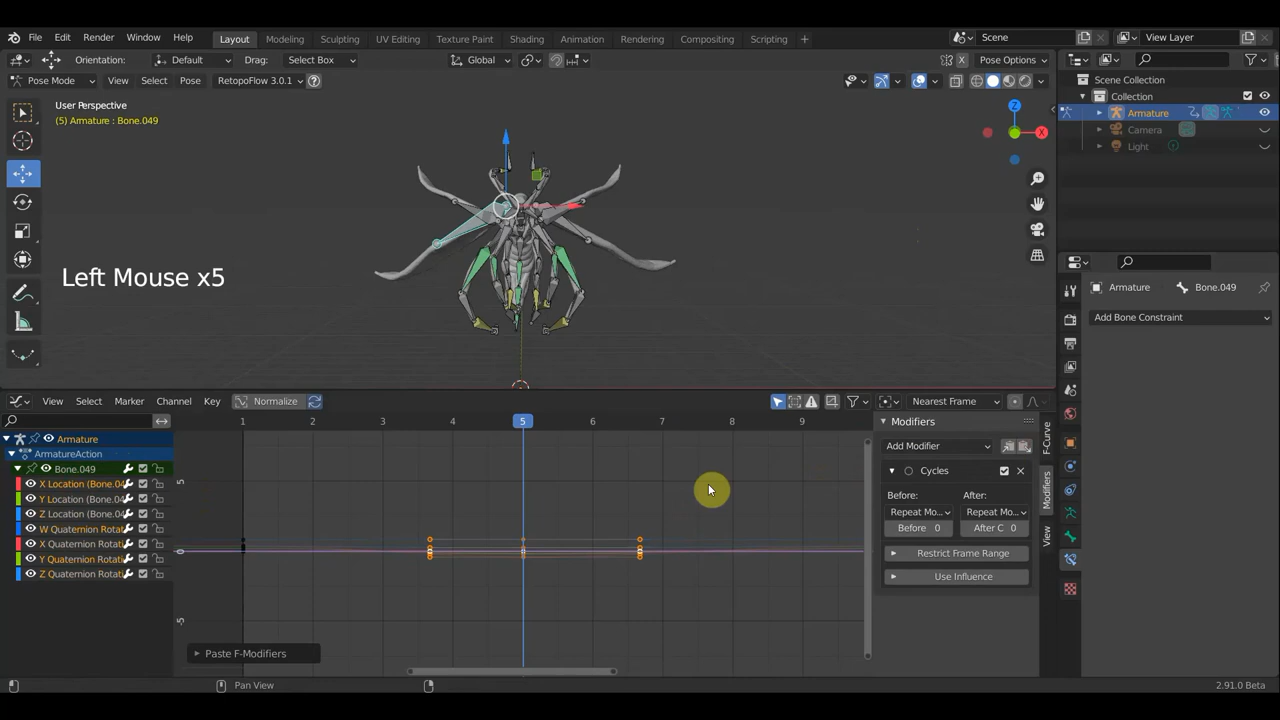 File Edit Render Window Help Layout Modeling Sculpting UV Editing Texture Paint Shading Animation Rendering Compositing Scripting + Scene View Layer
Orientation: Default Drag: Select Box Global X Pose Options
Pose Mode View Select Pose RetopoFlow 3.0.1 ?
Scene Collection
Collection
Armature
Camera
Light
User Perspective
(5) Armature : Bone.049
Z
X
Left Mouse x5
Armature Bone.049
Add Bone Constraint
View Select Marker Channel Key Normalize Nearest Frame
1 2 3 4 5 6 7 8 9
Armature
ArmatureAction
Bone.049
X Location (Bone.04
Y Location (Bone.04
Z Location (Bone.04
W Quaternion Rotat
X Quaternion Rotati
Y Quaternion Rotati
Z Quaternion Rotati
5
0
-5
Modifiers
Add Modifier
Cycles
Before: After:
Repeat Mo... Repeat Mo...
Before 0 After C 0
Restrict Frame Range
Use Influence
F-Curve
Modifiers
View
Paste F-Modifiers
Pan View
2.91.0 Beta